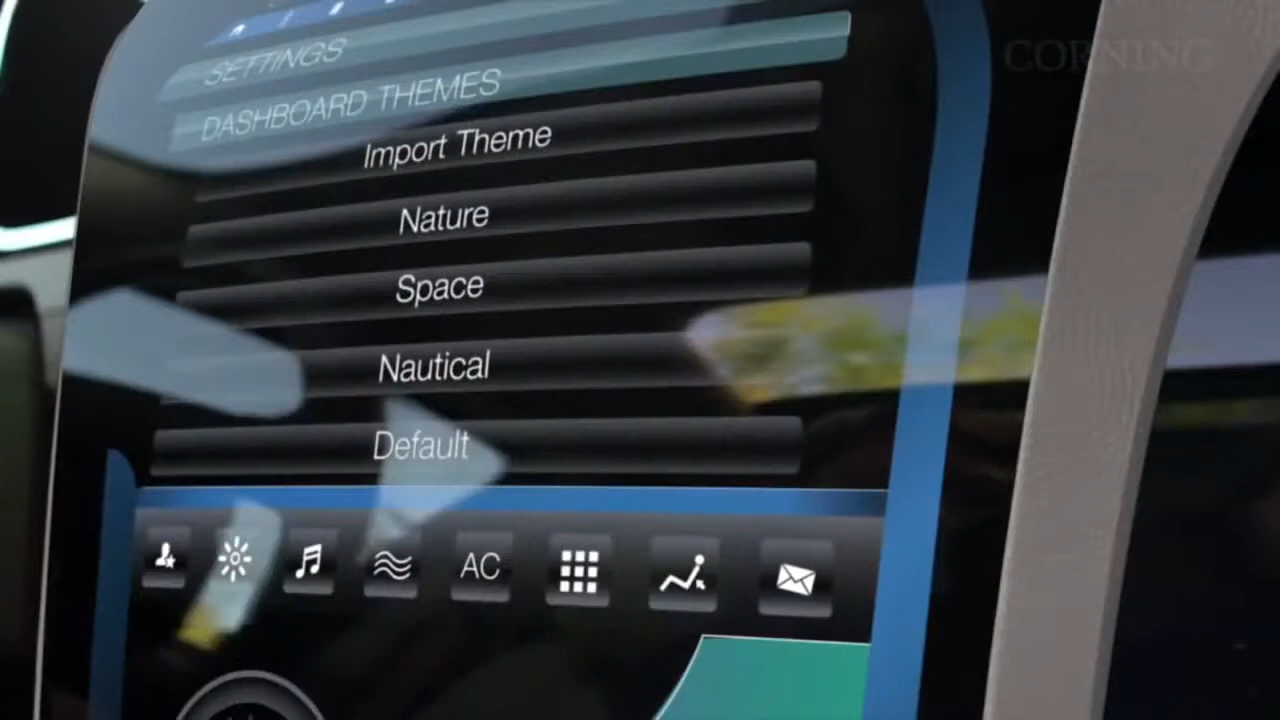 CORNING
SETTINGS
DASHBOARD THEMES
Import Theme
Nature
Space
Nautical
Default
AC